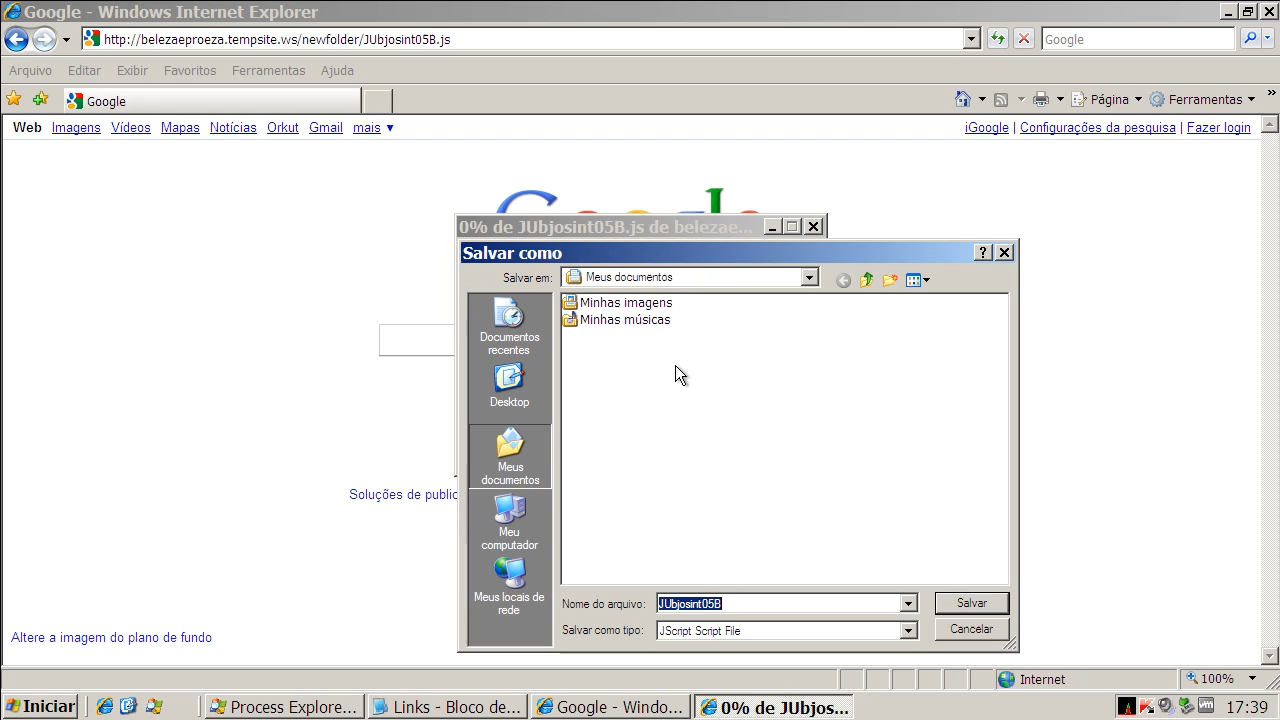 Google - Windows Internet Explorer
http://belezaeproeza.tempsite.ws/newfolder/JUbjosint05B.js
Google
Arquivo Editar Exibir Favoritos Ferramentas Ajuda
Google
Página Ferramentas »
Web Imagens Vídeos Mapas Notícias Orkut Gmail mais ▼
iGoogle | Configurações da pesquisa | Fazer login
0% de JUbjosint05B.js de belezae...
Salvar como
Salvar em: Meus documentos
Minhas imagens
Minhas músicas
Documentos
recentes
Desktop
Meus
documentos
Meu
computador
Meus locais de
rede
Nome do arquivo: JUbjosint05B
Salvar
Salvar como tipo: JScript Script File
Cancelar
Soluções de public
Altere a imagem do plano de fundo
Internet
100%
Iniciar
Process Explore...
Links - Bloco de...
Google - Windo...
0% de JUbjos...
17:39